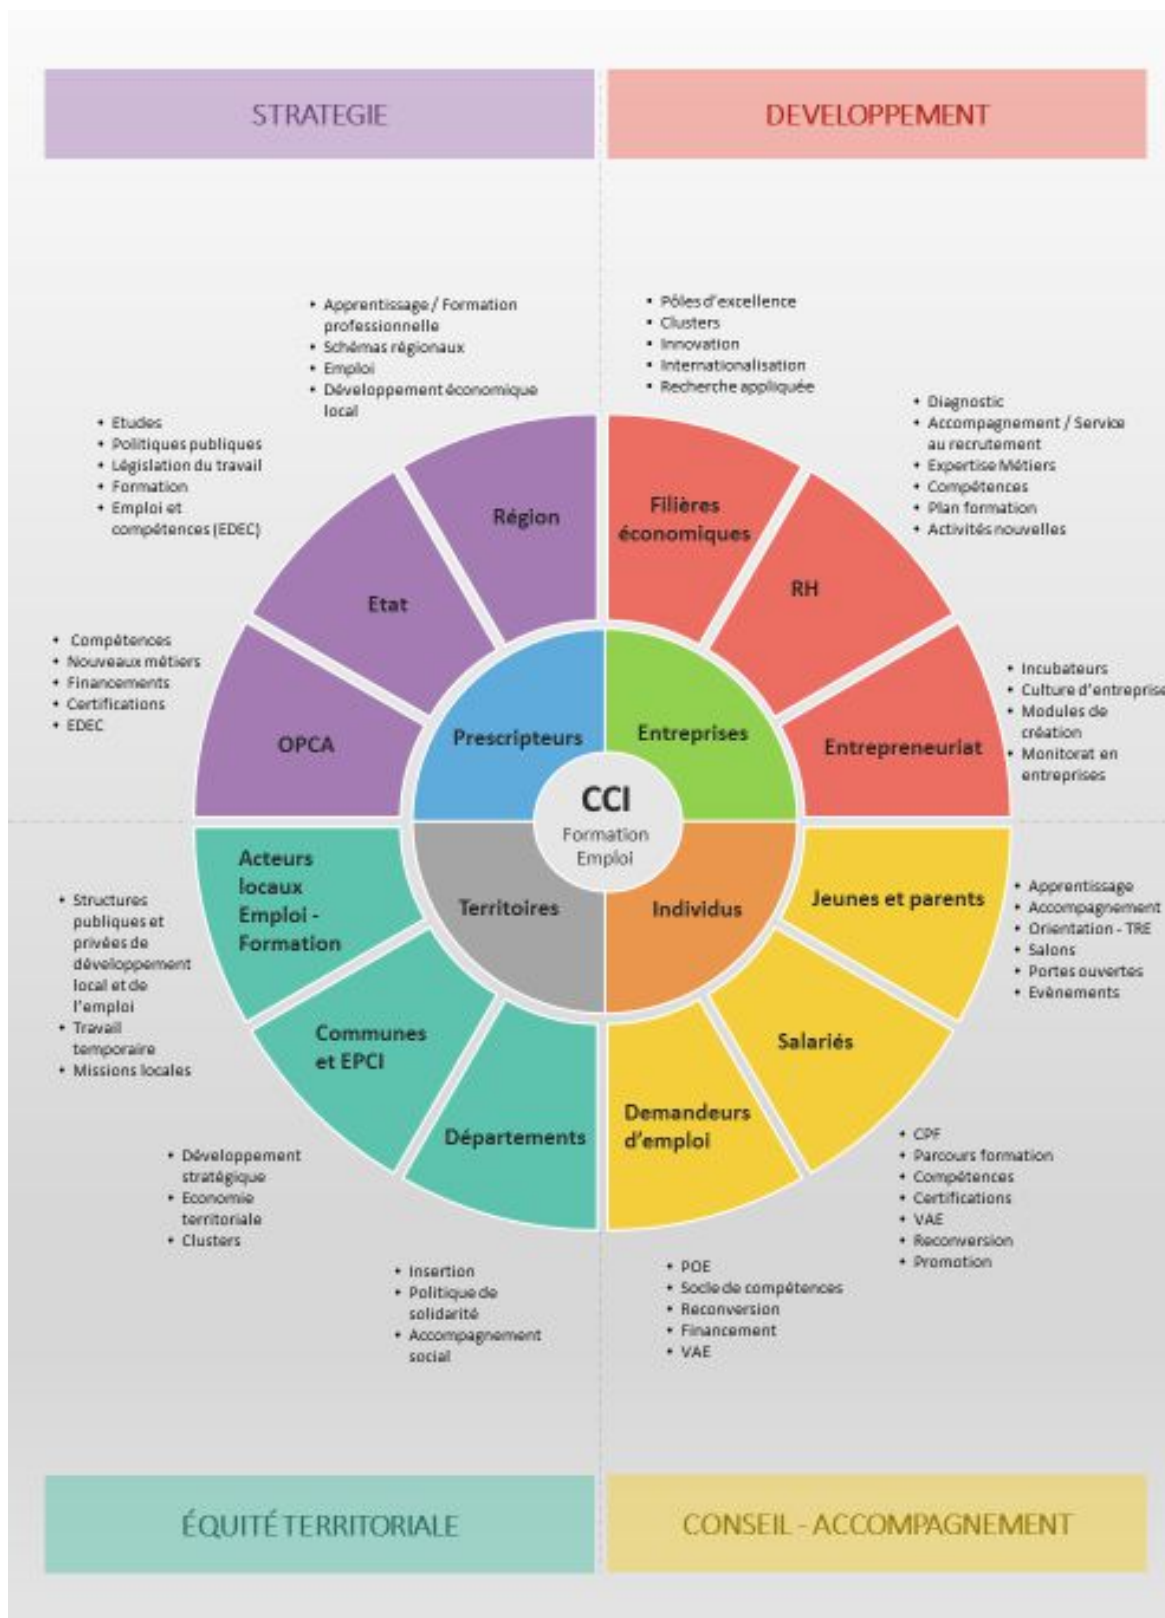 STRATEGIE
DEVELOPPEMENT
• Apprentissage / Formation
professionnelle
• Schémas régionaux
• Emploi
• Développement économique
local
• Pôles d'excellence
• Clusters
• Innovation
• Internationalisation
• Recherche appliquée
• Etudes
• Politiques publiques
• Législation du travail
• Formation
• Emploi et
compétences (EDEC)
• Diagnostic
• Accompagnement / Service
au recrutement
• Expertise Métiers
• Compétences
• Plan formation
• Activités nouvelles
• Compétences
• Nouveaux métiers
• Financements
• Certifications
• EDEC
• Incubateurs
• Culture d'entreprise
• Modules de
création
• Monitorat en
entreprises
Région
Etat
OPCA
Filières
économiques
RH
Entrepreneuriat
Prescripteurs
Entreprises
CCI
Formation
Emploi
Territoires
Individus
Acteurs
locaux
Emploi -
Formation
Communes
et EPCI
Départements
Jeunes et parents
Salariés
Demandeurs
d'emploi
• Structures
publiques et
privées de
développement
local et de
l'emploi
• Travail
temporaire
• Missions locales
• Apprentissage
• Accompagnement
• Orientation - TRE
• Salons
• Portes ouvertes
• Evènements
• Développement
stratégique
• Economie
territoriale
• Clusters
• CPF
• Parcours formation
• Compétences
• Certifications
• VAE
• Reconversion
• Promotion
• Insertion
• Politique de
solidarité
• Accompagnement
social
• POE
• Socle de compétences
• Reconversion
• Financement
• VAE
ÉQUITÉ TERRITORIALE
CONSEIL - ACCOMPAGNEMENT